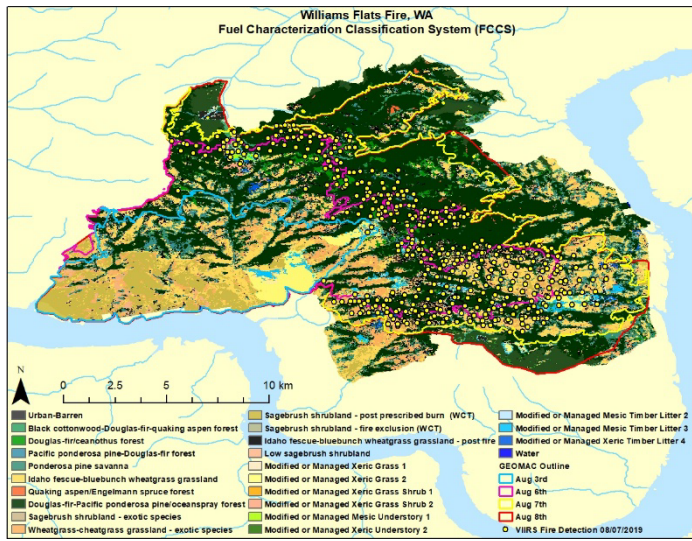 Williams Flats Fire, WA
Fuel Characterization Classification System (FCCS)
N
0 2.5 5 10 km
Urban-Barren
Black cottonwood-Douglas-fir-quaking aspen forest
Douglas-fir/ceanothus forest
Pacific ponderosa pine-Douglas-fir forest
Ponderosa pine savanna
Idaho fescue-bluebunch wheatgrass grassland
Quaking aspen/Engelmann spruce forest
Douglas-fir-Pacific ponderosa pine/oceanspray forest
Sagebrush shrubland - exotic species
Wheatgrass-cheatgrass grassland - exotic species
Sagebrush shrubland - post prescribed burn (WCT)
Sagebrush shrubland - fire exclusion (WCT)
Idaho fescue-bluebunch wheatgrass grassland - post fire
Low sagebrush shrubland
Modified or Managed Xeric Grass 1
Modified or Managed Xeric Grass 2
Modified or Managed Xeric Grass Shrub 1
Modified or Managed Xeric Grass Shrub 2
Modified or Managed Mesic Understory 1
Modified or Managed Xeric Understory 2
Modified or Managed Mesic Timber Litter 2
Modified or Managed Mesic Timber Litter 3
Modified or Managed Xeric Timber Litter 4
Water
GEOMAC Outline
Aug 3rd
Aug 6th
Aug 7th
Aug 8th
VIIRS Fire Detection 08/07/2019